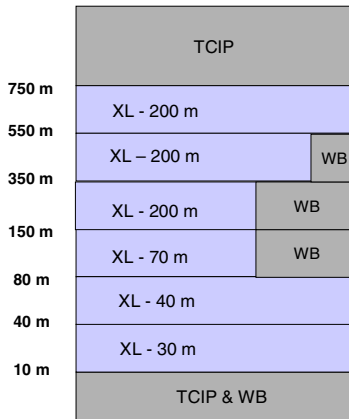 TCIP
750 m
XL - 200 m
550 m
XL – 200 m
WB
350 m
XL - 200 m
WB
150 m
XL - 70 m
WB
80 m
XL - 40 m
40 m
XL - 30 m
10 m
TCIP & WB